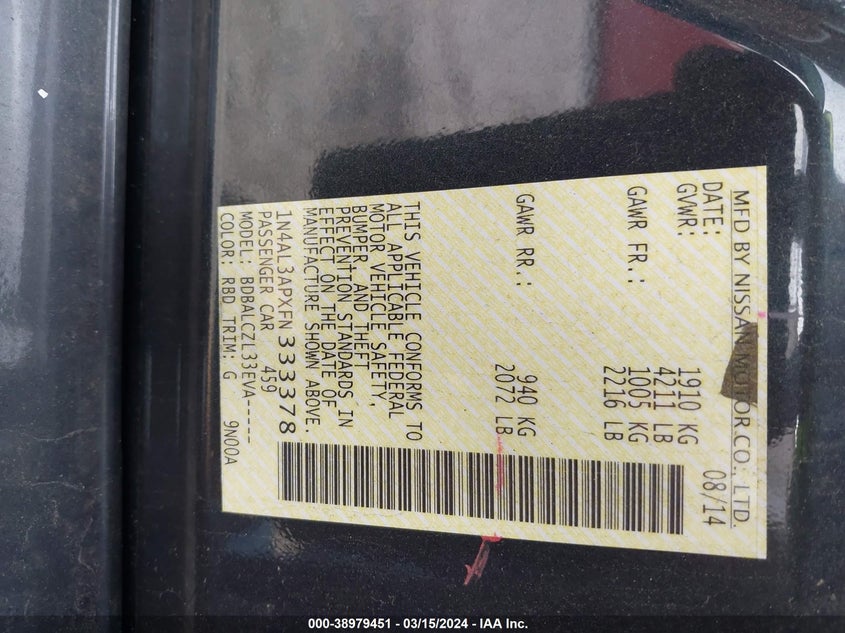 MFD BY NISSAN MOTOR CO., LTD.
DATE: 08/14
GVWR: 1910 KG
4211 LB
GAWR FR.: 1005 KG
2216 LB
GAWR RR.: 940 KG
2072 LB
THIS VEHICLE CONFORMS TO
ALL APPLICABLE FEDERAL
MOTOR VEHICLE SAFETY,
BUMPER, AND THEFT
PREVENTION STANDARDS IN
EFFECT ON THE DATE OF
MANUFACTURE SHOWN ABOVE.
1N4AL3APXFN333378
PASSENGER CAR 459
MODEL: BDBALCZL33EVA-----
COLOR: RBD TRIM: G 9N00A
000-38979451 - 03/15/2024 - IAA Inc.